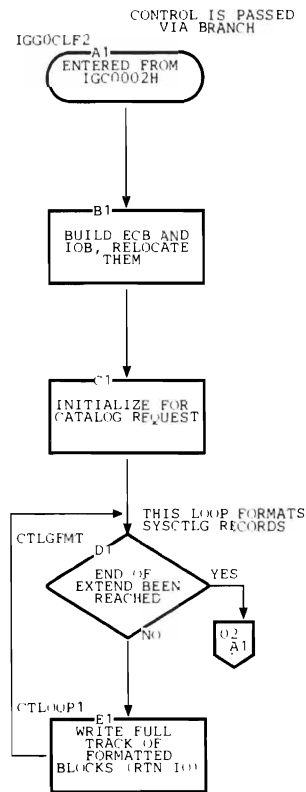 CONTROL IS PASSED
VIA BRANCH
IGG0CLF2
A1
ENTERED FROM
IGC0002H
B1
BUILD ECB AND
IOB, RELOCATE
THEM
C1
INITIALIZE FOR
CATALOG REQUEST
THIS LOOP FORMATS
SYSCTLG RECORDS
CTLGFMT
D1
END OF
EXTEND BEEN
REACHED
YES
NO
02
A1
CTLOOP1
E1
WRITE FULL
TRACK OF
FORMATTED
BLOCKS (RTN IO)